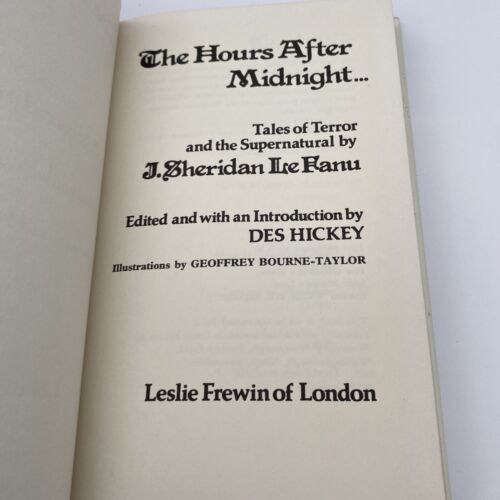 The Hours After
Midnight...
Tales of Terror
and the Supernatural by
J. Sheridan Le Fanu
Edited and with an Introduction by
DES HICKEY
Illustrations by GEOFFREY BOURNE-TAYLOR
Leslie Frewin of London